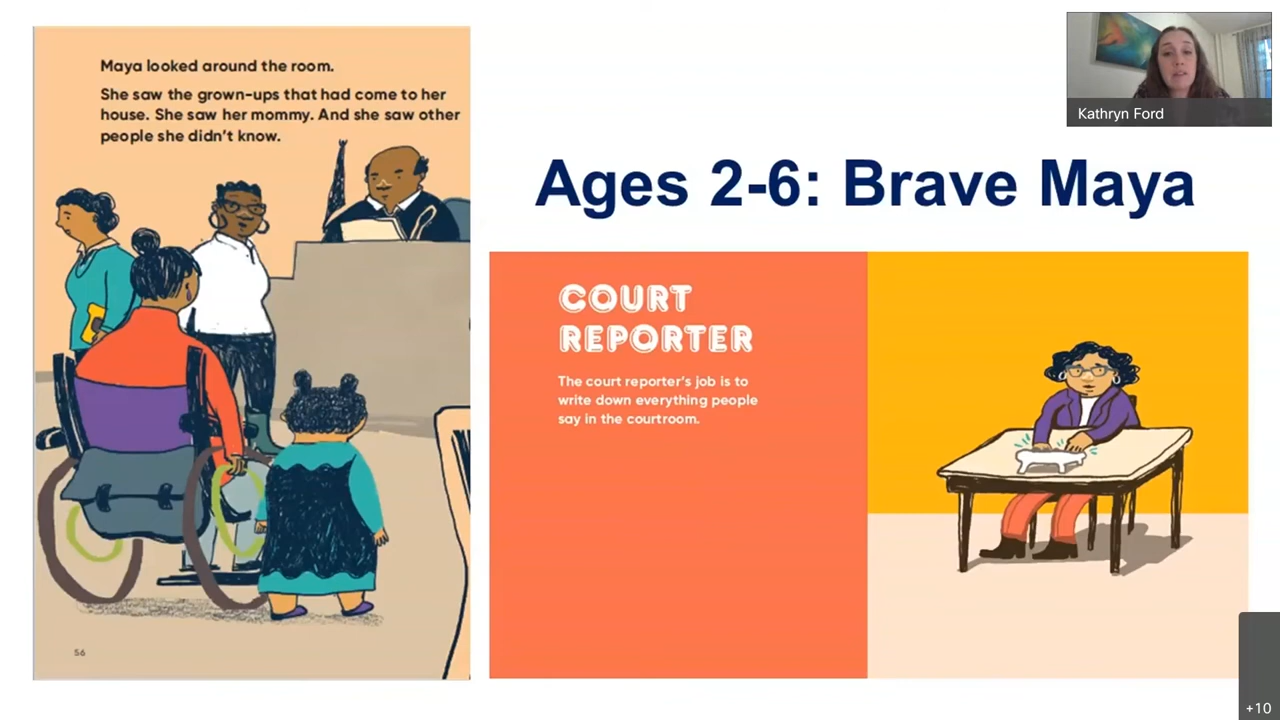 Maya looked around the room.
She saw the grown-ups that had come to her
house. She saw her mommy. And she saw other
people she didn't know.
56
Ages 2-6: Brave Maya
COURT
REPORTER
The court reporter's job is to
write down everything people
say in the courtroom.
Kathryn Ford
+10